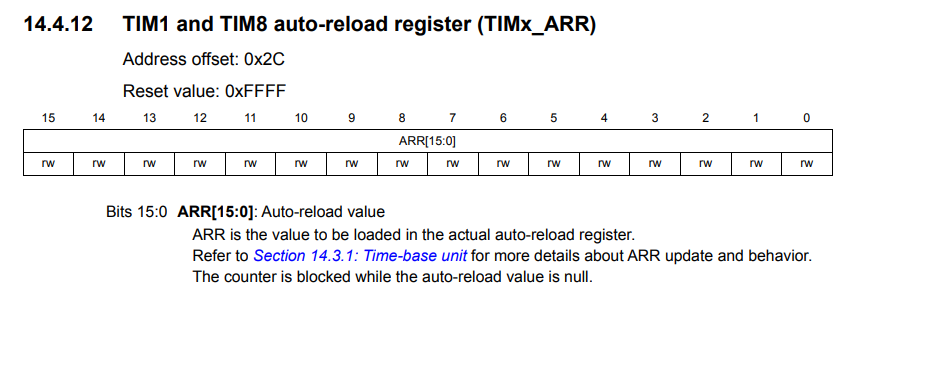 14.4.12 TIM1 and TIM8 auto-reload register (TIMx_ARR)
Address offset: 0x2C
Reset value: 0xFFFF
15 14 13 12 11 10 9 8 7 6 5 4 3 2 1 0
ARR[15:0]
rw rw rw rw rw rw rw rw rw rw rw rw rw rw rw rw
Bits 15:0 ARR[15:0]: Auto-reload value
ARR is the value to be loaded in the actual auto-reload register.
Refer to Section 14.3.1: Time-base unit for more details about ARR update and behavior.
The counter is blocked while the auto-reload value is null.